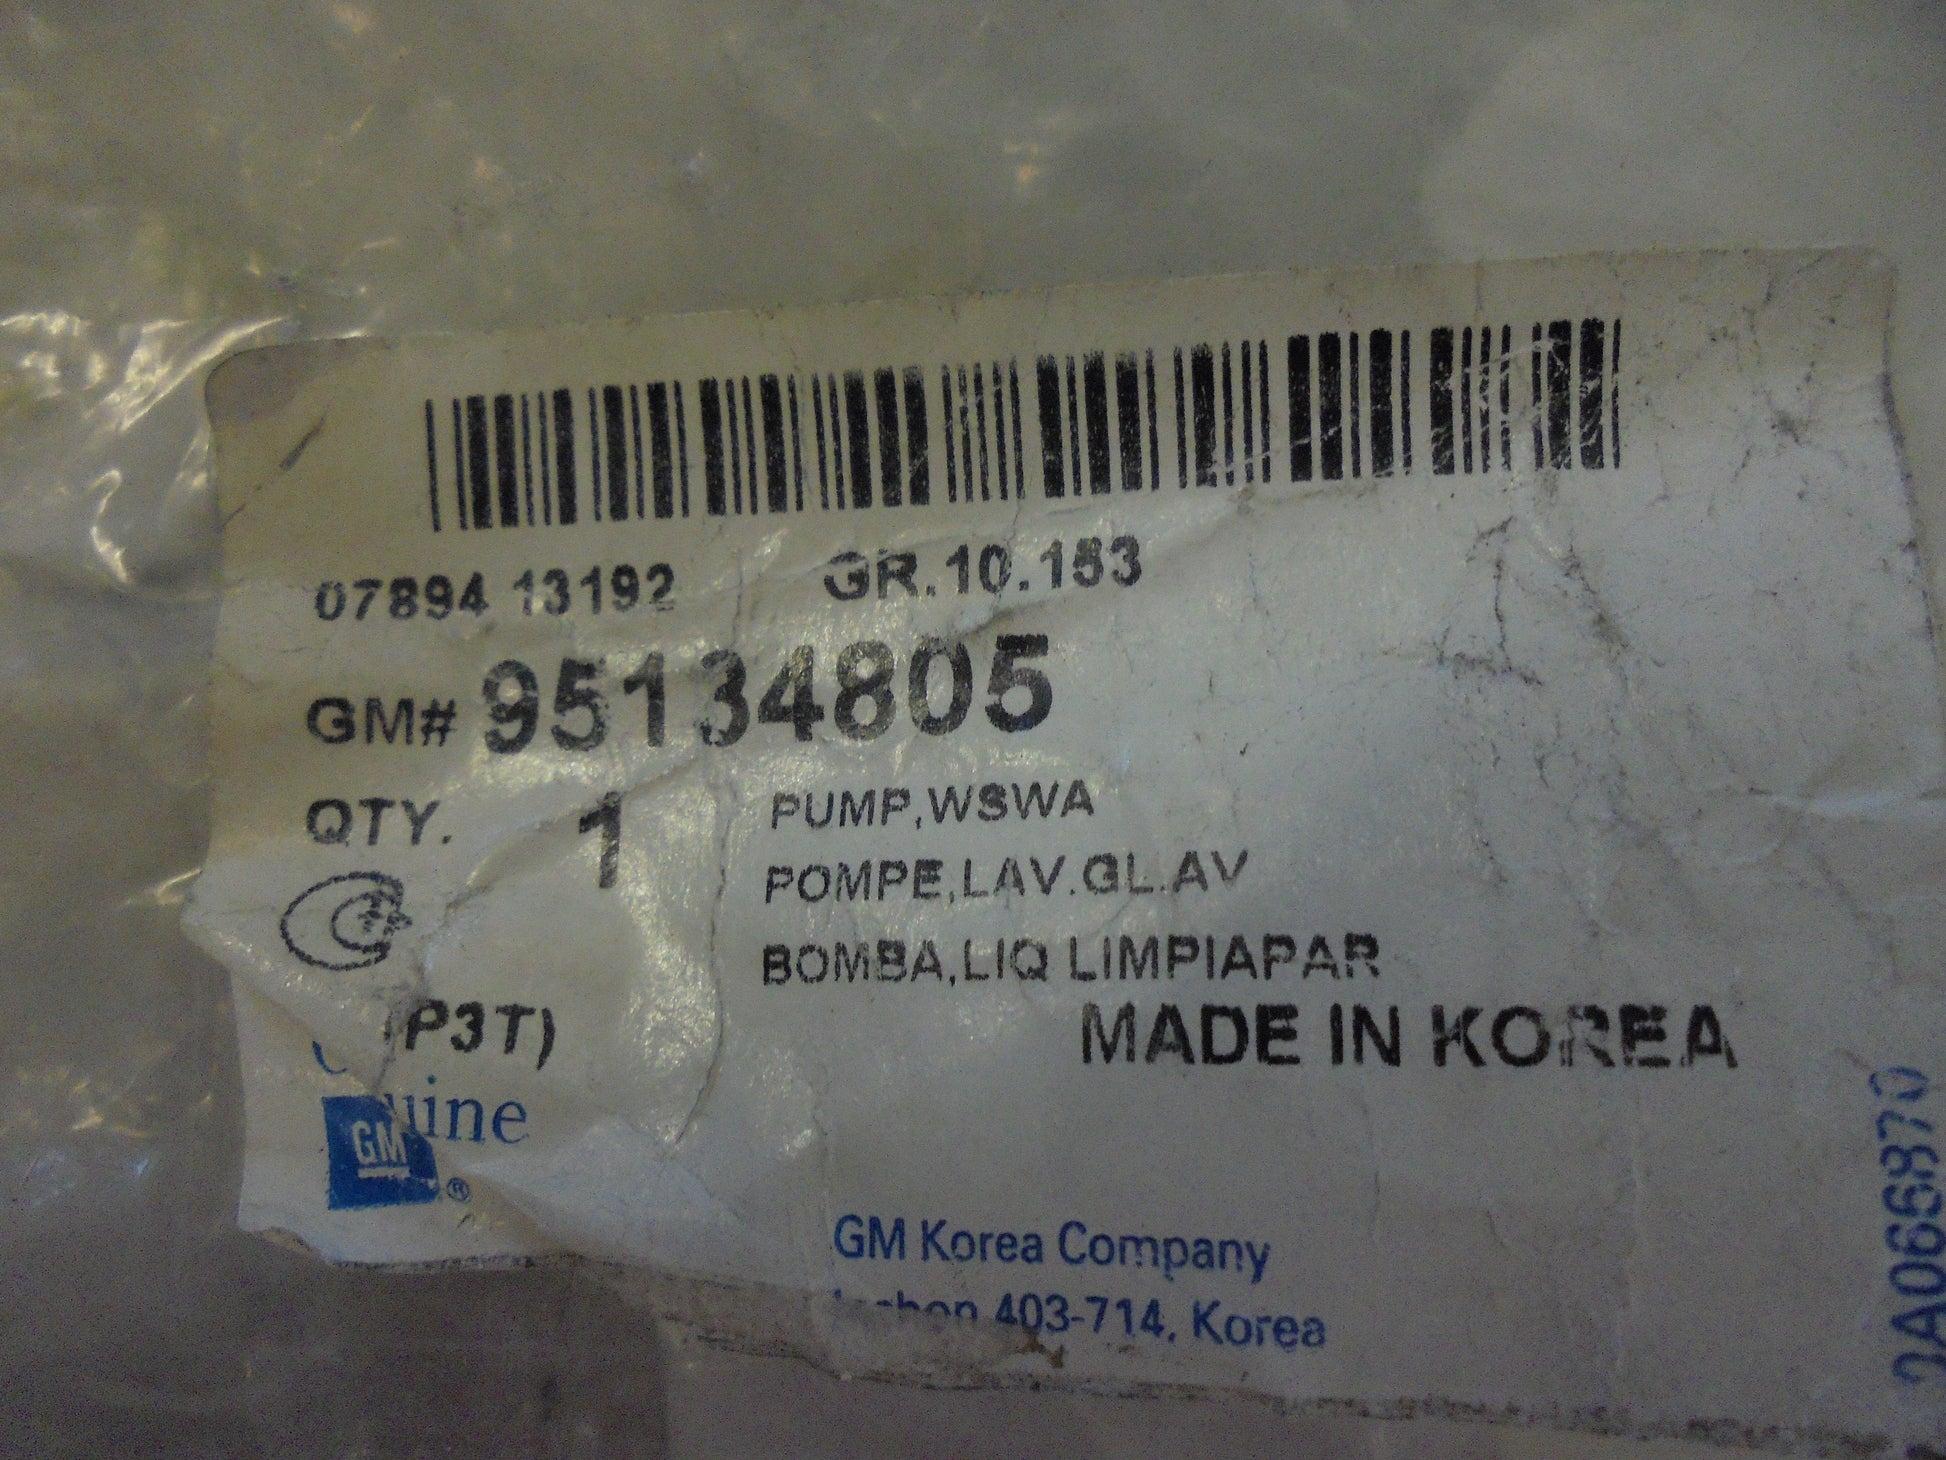 07894 13192 GR.10.153
GM# 95134805
QTY. 1 PUMP,WSWA
POMPE,LAV.GL.AV
BOMBA,LIQ LIMPIAPAR
(P3T)
MADE IN KOREA
GM ®
GM Korea Company
403-714, Korea
2A066870